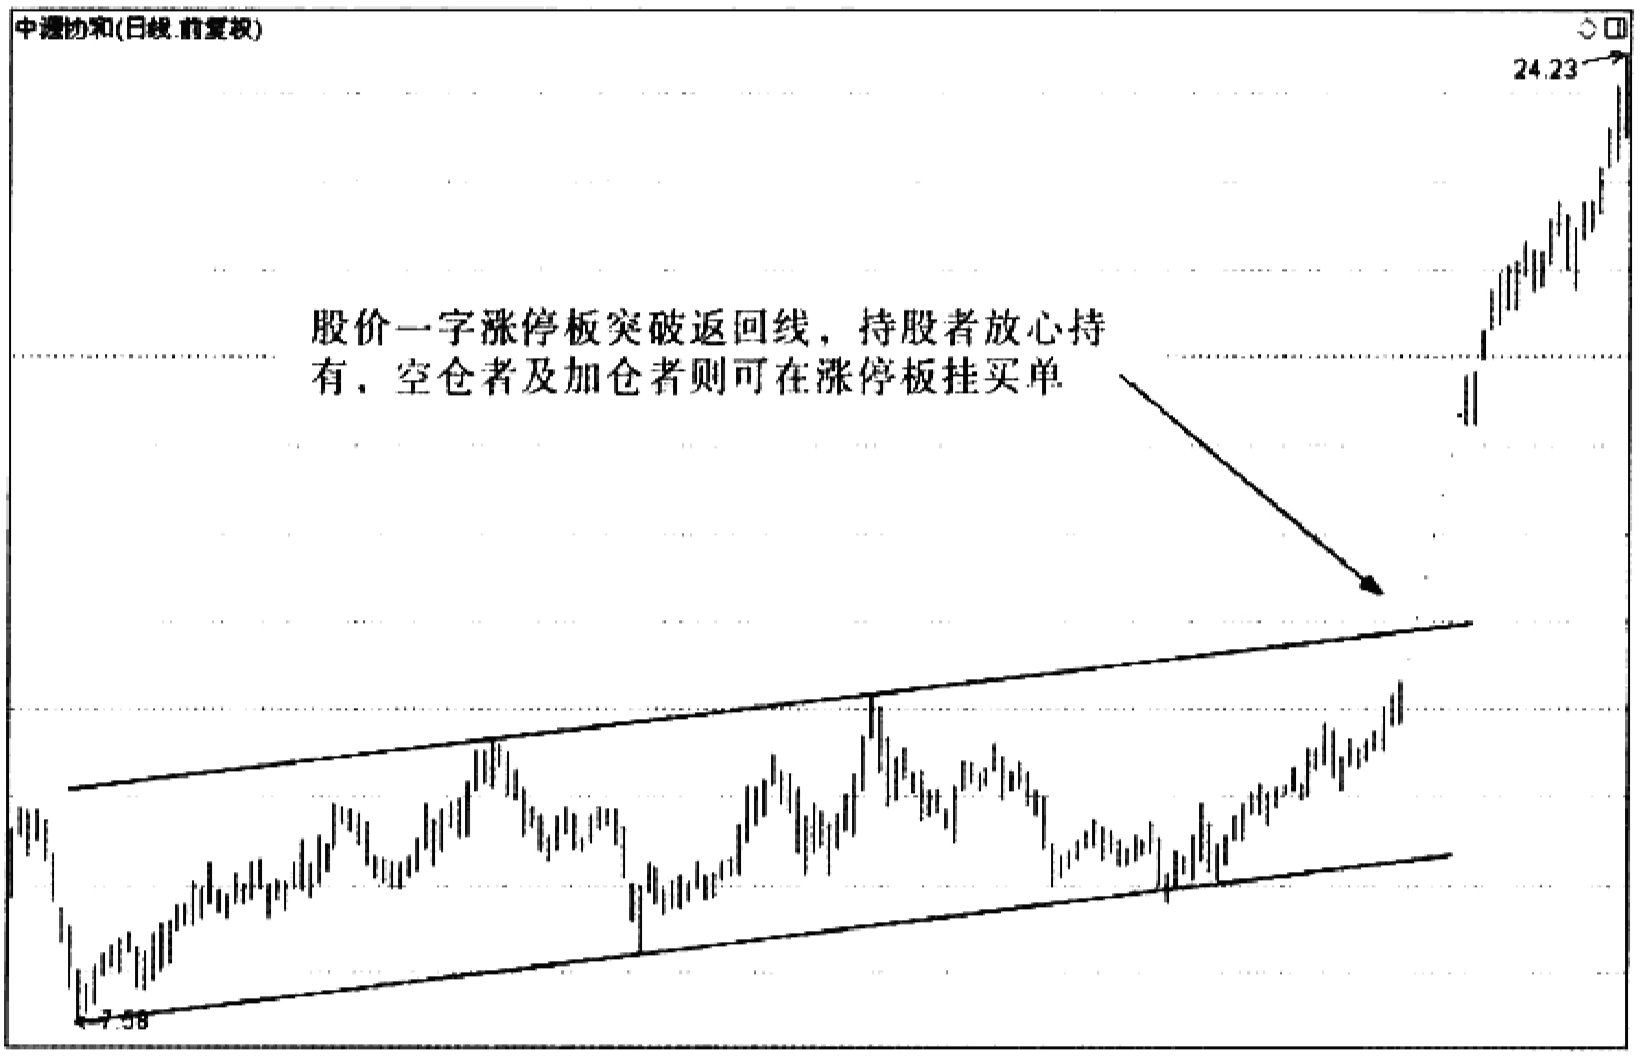 中源协和(日线.前复权)
24.23
股价一字涨停板突破返回线，持股者放心持
有，空仓者及加仓者则可在涨停板挂买单
7.58